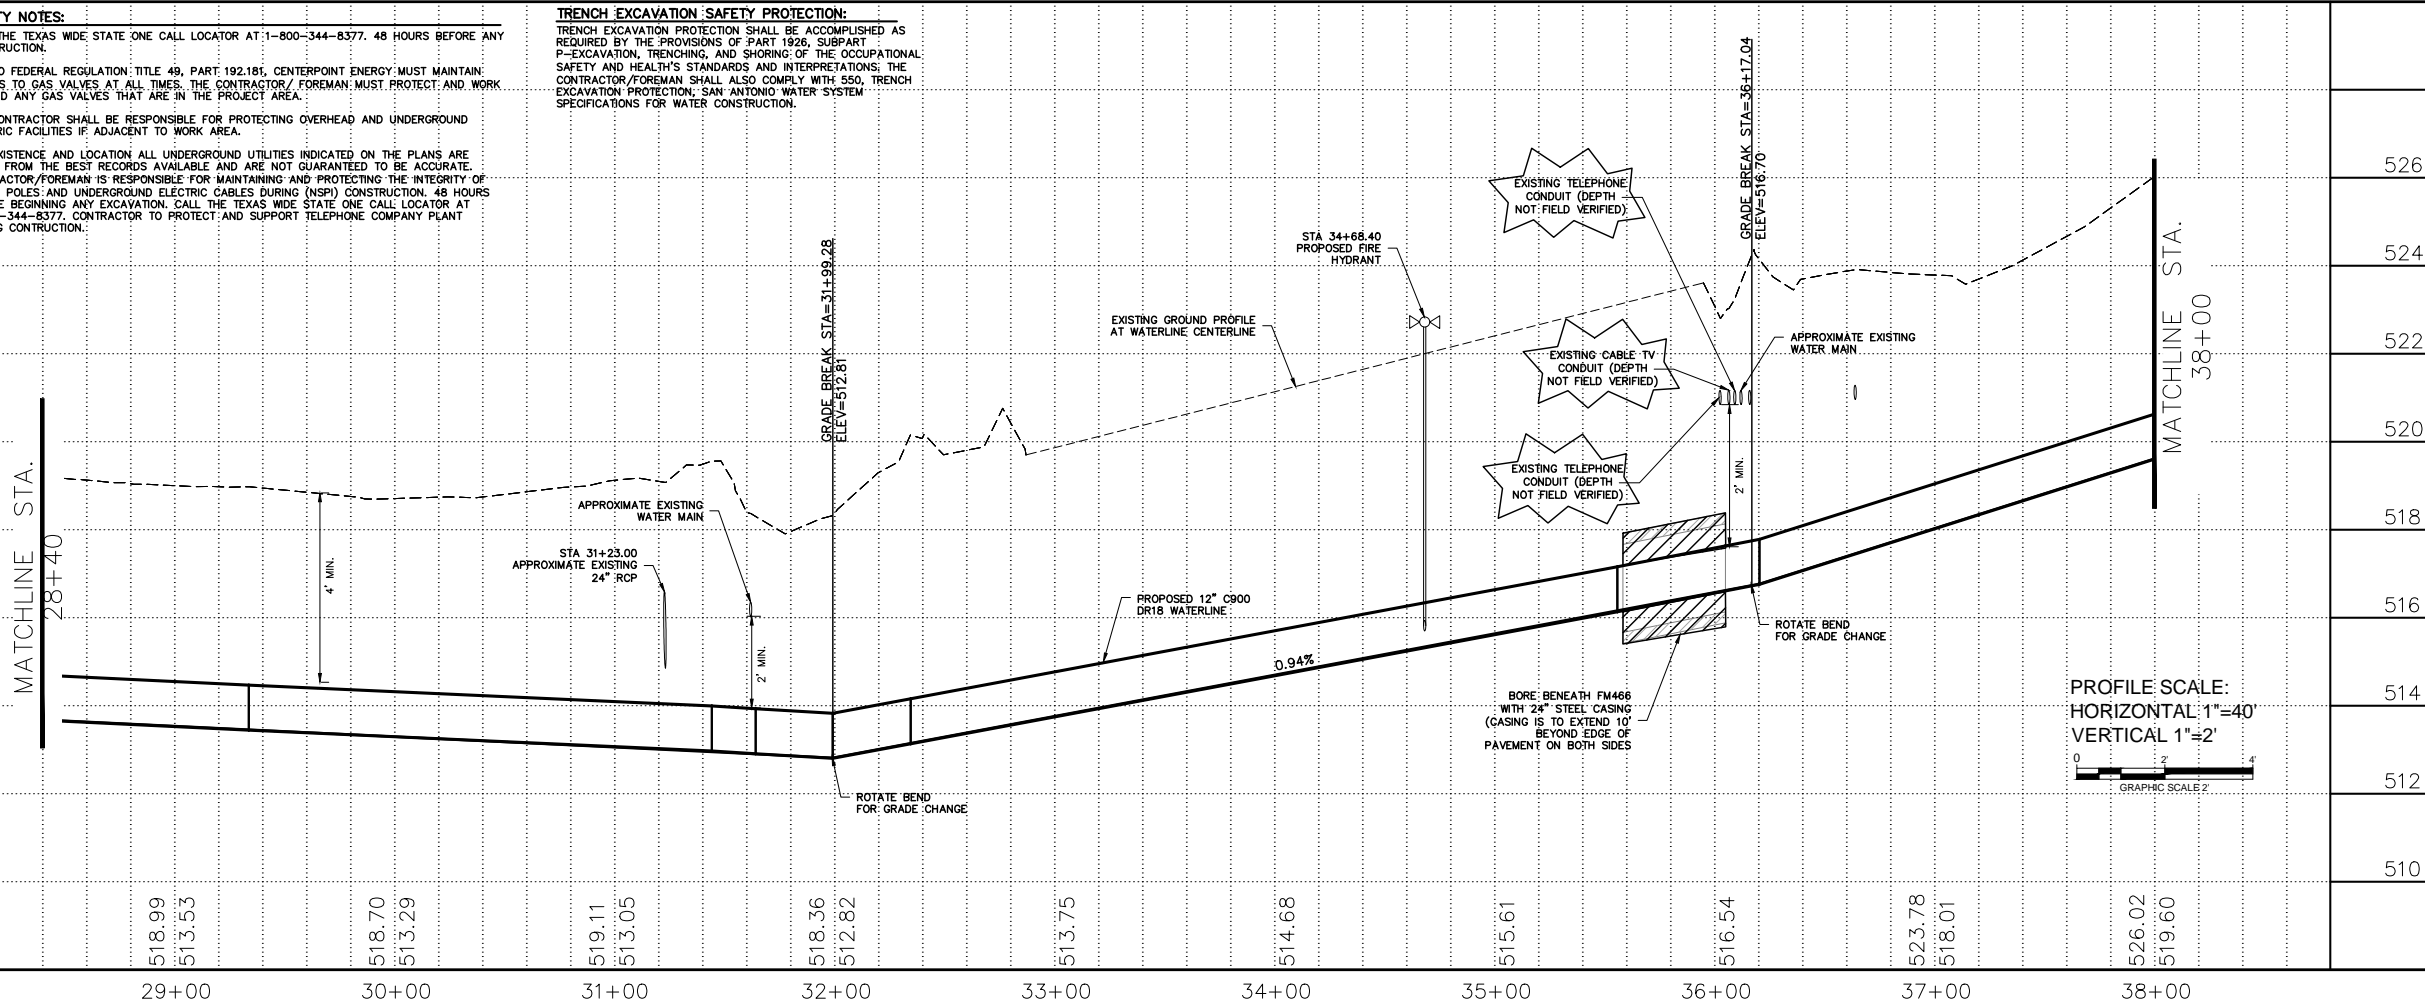 TY NOTES:
THE TEXAS WIDE STATE ONE CALL LOCATOR AT 1-800-344-8377. 48 HOURS BEFORE ANY
RUCTION.
O FEDERAL REGULATION TITLE 49, PART 192.181, CENTERPOINT ENERGY MUST MAINTAIN
S TO GAS VALVES AT ALL TIMES. THE CONTRACTOR/ FOREMAN MUST PROTECT AND WORK
D ANY GAS VALVES THAT ARE IN THE PROJECT AREA.
ONTRACTOR SHALL BE RESPONSIBLE FOR PROTECTING OVERHEAD AND UNDERGROUND
RIC FACILITIES IF ADJACENT TO WORK AREA.
XISTENCE AND LOCATION ALL UNDERGROUND UTILITIES INDICATED ON THE PLANS ARE
FROM THE BEST RECORDS AVAILABLE AND ARE NOT GUARANTEED TO BE ACCURATE.
ACTOR/FOREMAN IS RESPONSIBLE FOR MAINTAINING AND PROTECTING THE INTEGRITY OF
POLES AND UNDERGROUND ELECTRIC CABLES DURING (NSPI) CONSTRUCTION. 48 HOURS
E BEGINNING ANY EXCAVATION. CALL THE TEXAS WIDE STATE ONE CALL LOCATOR AT
-344-8377. CONTRACTOR TO PROTECT AND SUPPORT TELEPHONE COMPANY PLANT
G CONTRUCTION.
TRENCH EXCAVATION SAFETY PROTECTION:
TRENCH EXCAVATION PROTECTION SHALL BE ACCOMPLISHED AS
REQUIRED BY THE PROVISIONS OF PART 1926, SUBPART
P-EXCAVATION, TRENCHING, AND SHORING OF THE OCCUPATIONAL
SAFETY AND HEALTH'S STANDARDS AND INTERPRETATIONS. THE
CONTRACTOR/FOREMAN SHALL ALSO COMPLY WITH 550, TRENCH
EXCAVATION PROTECTION, SAN ANTONIO WATER SYSTEM
SPECIFICATIONS FOR WATER CONSTRUCTION.
MATCHLINE STA.
28+40
4' MIN.
STA 31+23.00
APPROXIMATE EXISTING
24" RCP
APPROXIMATE EXISTING
WATER MAIN
2' MIN.
GRADE BREAK STA=31+99.28
ELEV=512.81
ROTATE BEND
FOR GRADE CHANGE
EXISTING GROUND PROFILE
AT WATERLINE CENTERLINE
PROPOSED 12" C900
DR18 WATERLINE
0.94%
STA 34+68.40
PROPOSED FIRE
HYDRANT
EXISTING TELEPHONE
CONDUIT (DEPTH
NOT FIELD VERIFIED)
EXISTING CABLE TV
CONDUIT (DEPTH
NOT FIELD VERIFIED)
EXISTING TELEPHONE
CONDUIT (DEPTH
NOT FIELD VERIFIED)
BORE BENEATH FM466
WITH 24" STEEL CASING
(CASING IS TO EXTEND 10'
BEYOND EDGE OF
PAVEMENT ON BOTH SIDES
GRADE BREAK STA=36+17.04
ELEV=516.70
APPROXIMATE EXISTING
WATER MAIN
2' MIN.
ROTATE BEND
FOR GRADE CHANGE
MATCHLINE STA.
38+00
PROFILE SCALE:
HORIZONTAL 1"=40'
VERTICAL 1"=2'
0 2' 4'
GRAPHIC SCALE 2'
526
524
522
520
518
516
514
512
510
518.99
513.53
518.70
513.29
519.11
513.05
518.36
512.82
513.75
514.68
515.61
516.54
523.78
518.01
526.02
519.60
29+00 30+00 31+00 32+00 33+00 34+00 35+00 36+00 37+00 38+00